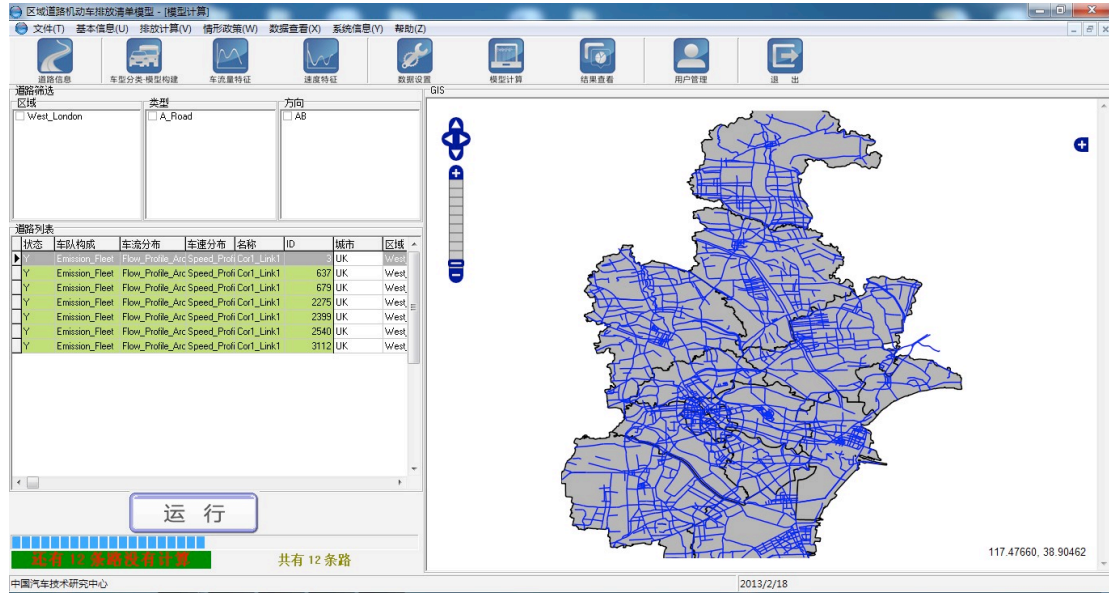 区域道路机动车排放清单模型 - [模型计算]
文件(T) 基本信息(U) 排放计算(V) 情形政策(W) 数据查看(X) 系统信息(Y) 帮助(Z)
道路信息 车型分类-模型构建 车流量特征 速度特征 数据设置 模型计算 结果查看 用户管理 退 出
道路筛选 GIS
区域 类型 方向
West_London A_Road AB
道路列表
状态 车队构成 车流分布 车速分布 名称 ID 城市 区域
Y Emission_Fleet Flow_Profile_Arc Speed_Profi Cor1_Link1 3 UK West_
Y Emission_Fleet Flow_Profile_Arc Speed_Profi Cor1_Link1 637 UK West_
Y Emission_Fleet Flow_Profile_Arc Speed_Profi Cor1_Link1 679 UK West_
Y Emission_Fleet Flow_Profile_Arc Speed_Profi Cor1_Link1 2275 UK West_
Y Emission_Fleet Flow_Profile_Arc Speed_Profi Cor1_Link1 2399 UK West_
Y Emission_Fleet Flow_Profile_Arc Speed_Profi Cor1_Link1 2540 UK West_
Y Emission_Fleet Flow_Profile_Arc Speed_Profi Cor1_Link1 3112 UK West_
运 行
还有 12 条路没有计算 共有 12 条路
117.47660, 38.90462
中国汽车技术研究中心 2013/2/18